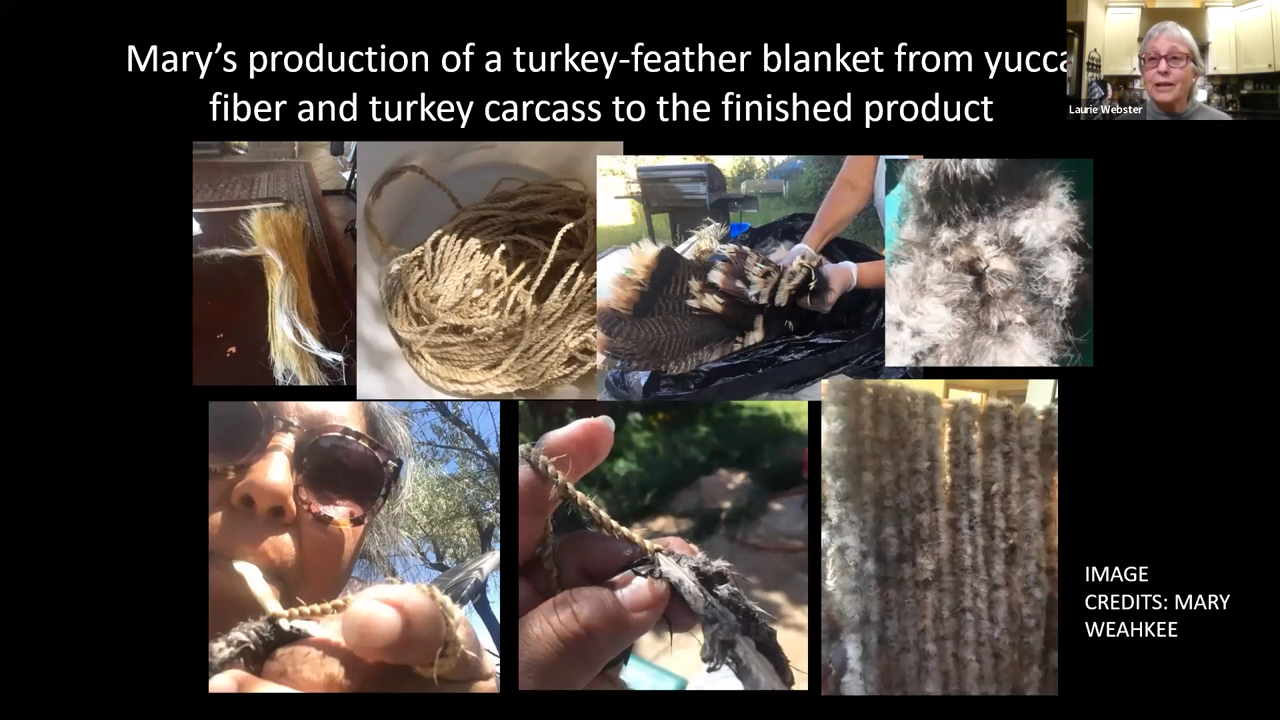 Mary’s production of a turkey-feather blanket from yucca
fiber and turkey carcass to the finished product
Laurie Webster
IMAGE
CREDITS: MARY
WEAHKEE